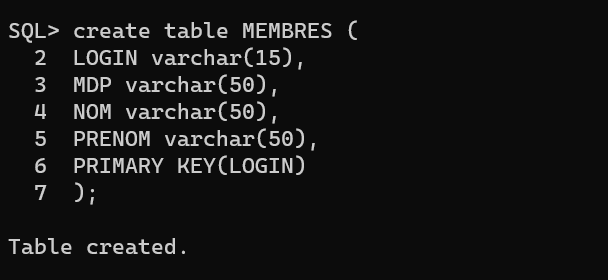 SQL> create table MEMBRES (
  2  LOGIN varchar(15),
  3  MDP varchar(50),
  4  NOM varchar(50),
  5  PRENOM varchar(50),
  6  PRIMARY KEY(LOGIN)
  7  );
Table created.